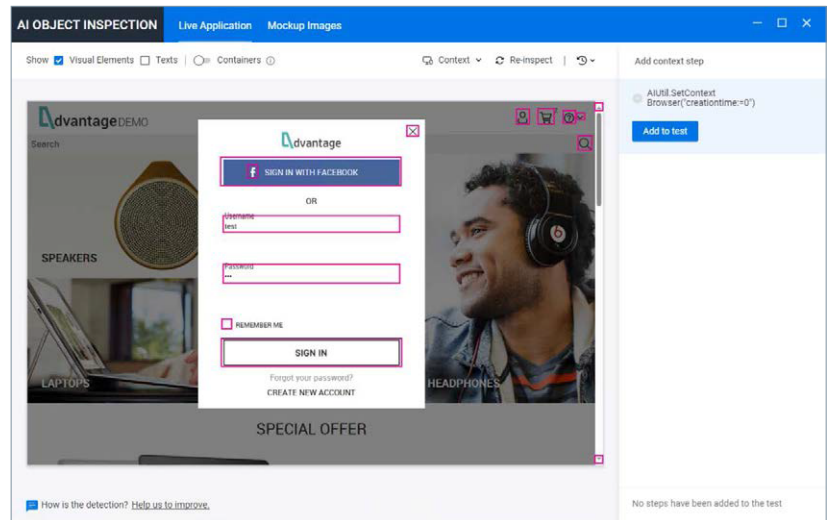 AI OBJECT INSPECTION Live Application Mockup Images
Show Visual Elements Texts | Containers Context Re-inspect | Add context step
AIUtil.SetContext
Browser("creationtime:=0")
Add to test
dvantage DEMO
Search
dvantage
f SIGN IN WITH FACEBOOK
OR
Username
test
SPEAKERS
Password
REMEMBER ME
SIGN IN
LAPTOPS
Forgot your password?
HEADPHONES
CREATE NEW ACCOUNT
SPECIAL OFFER
How is the detection? Help us to improve.
No steps have been added to the test